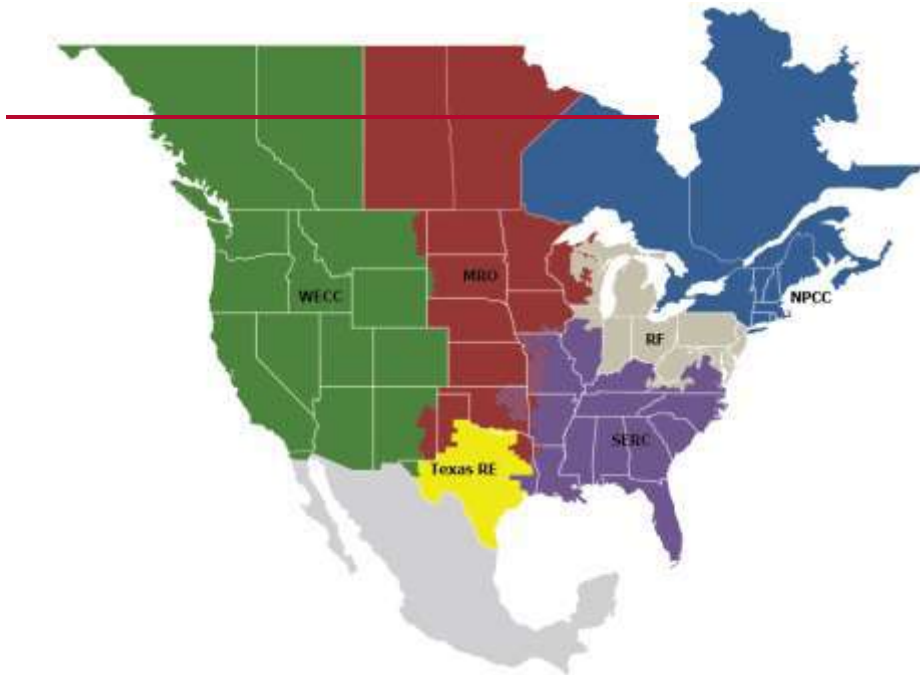 MRO
WECC
NPCC
RF
SERC
Texas RE